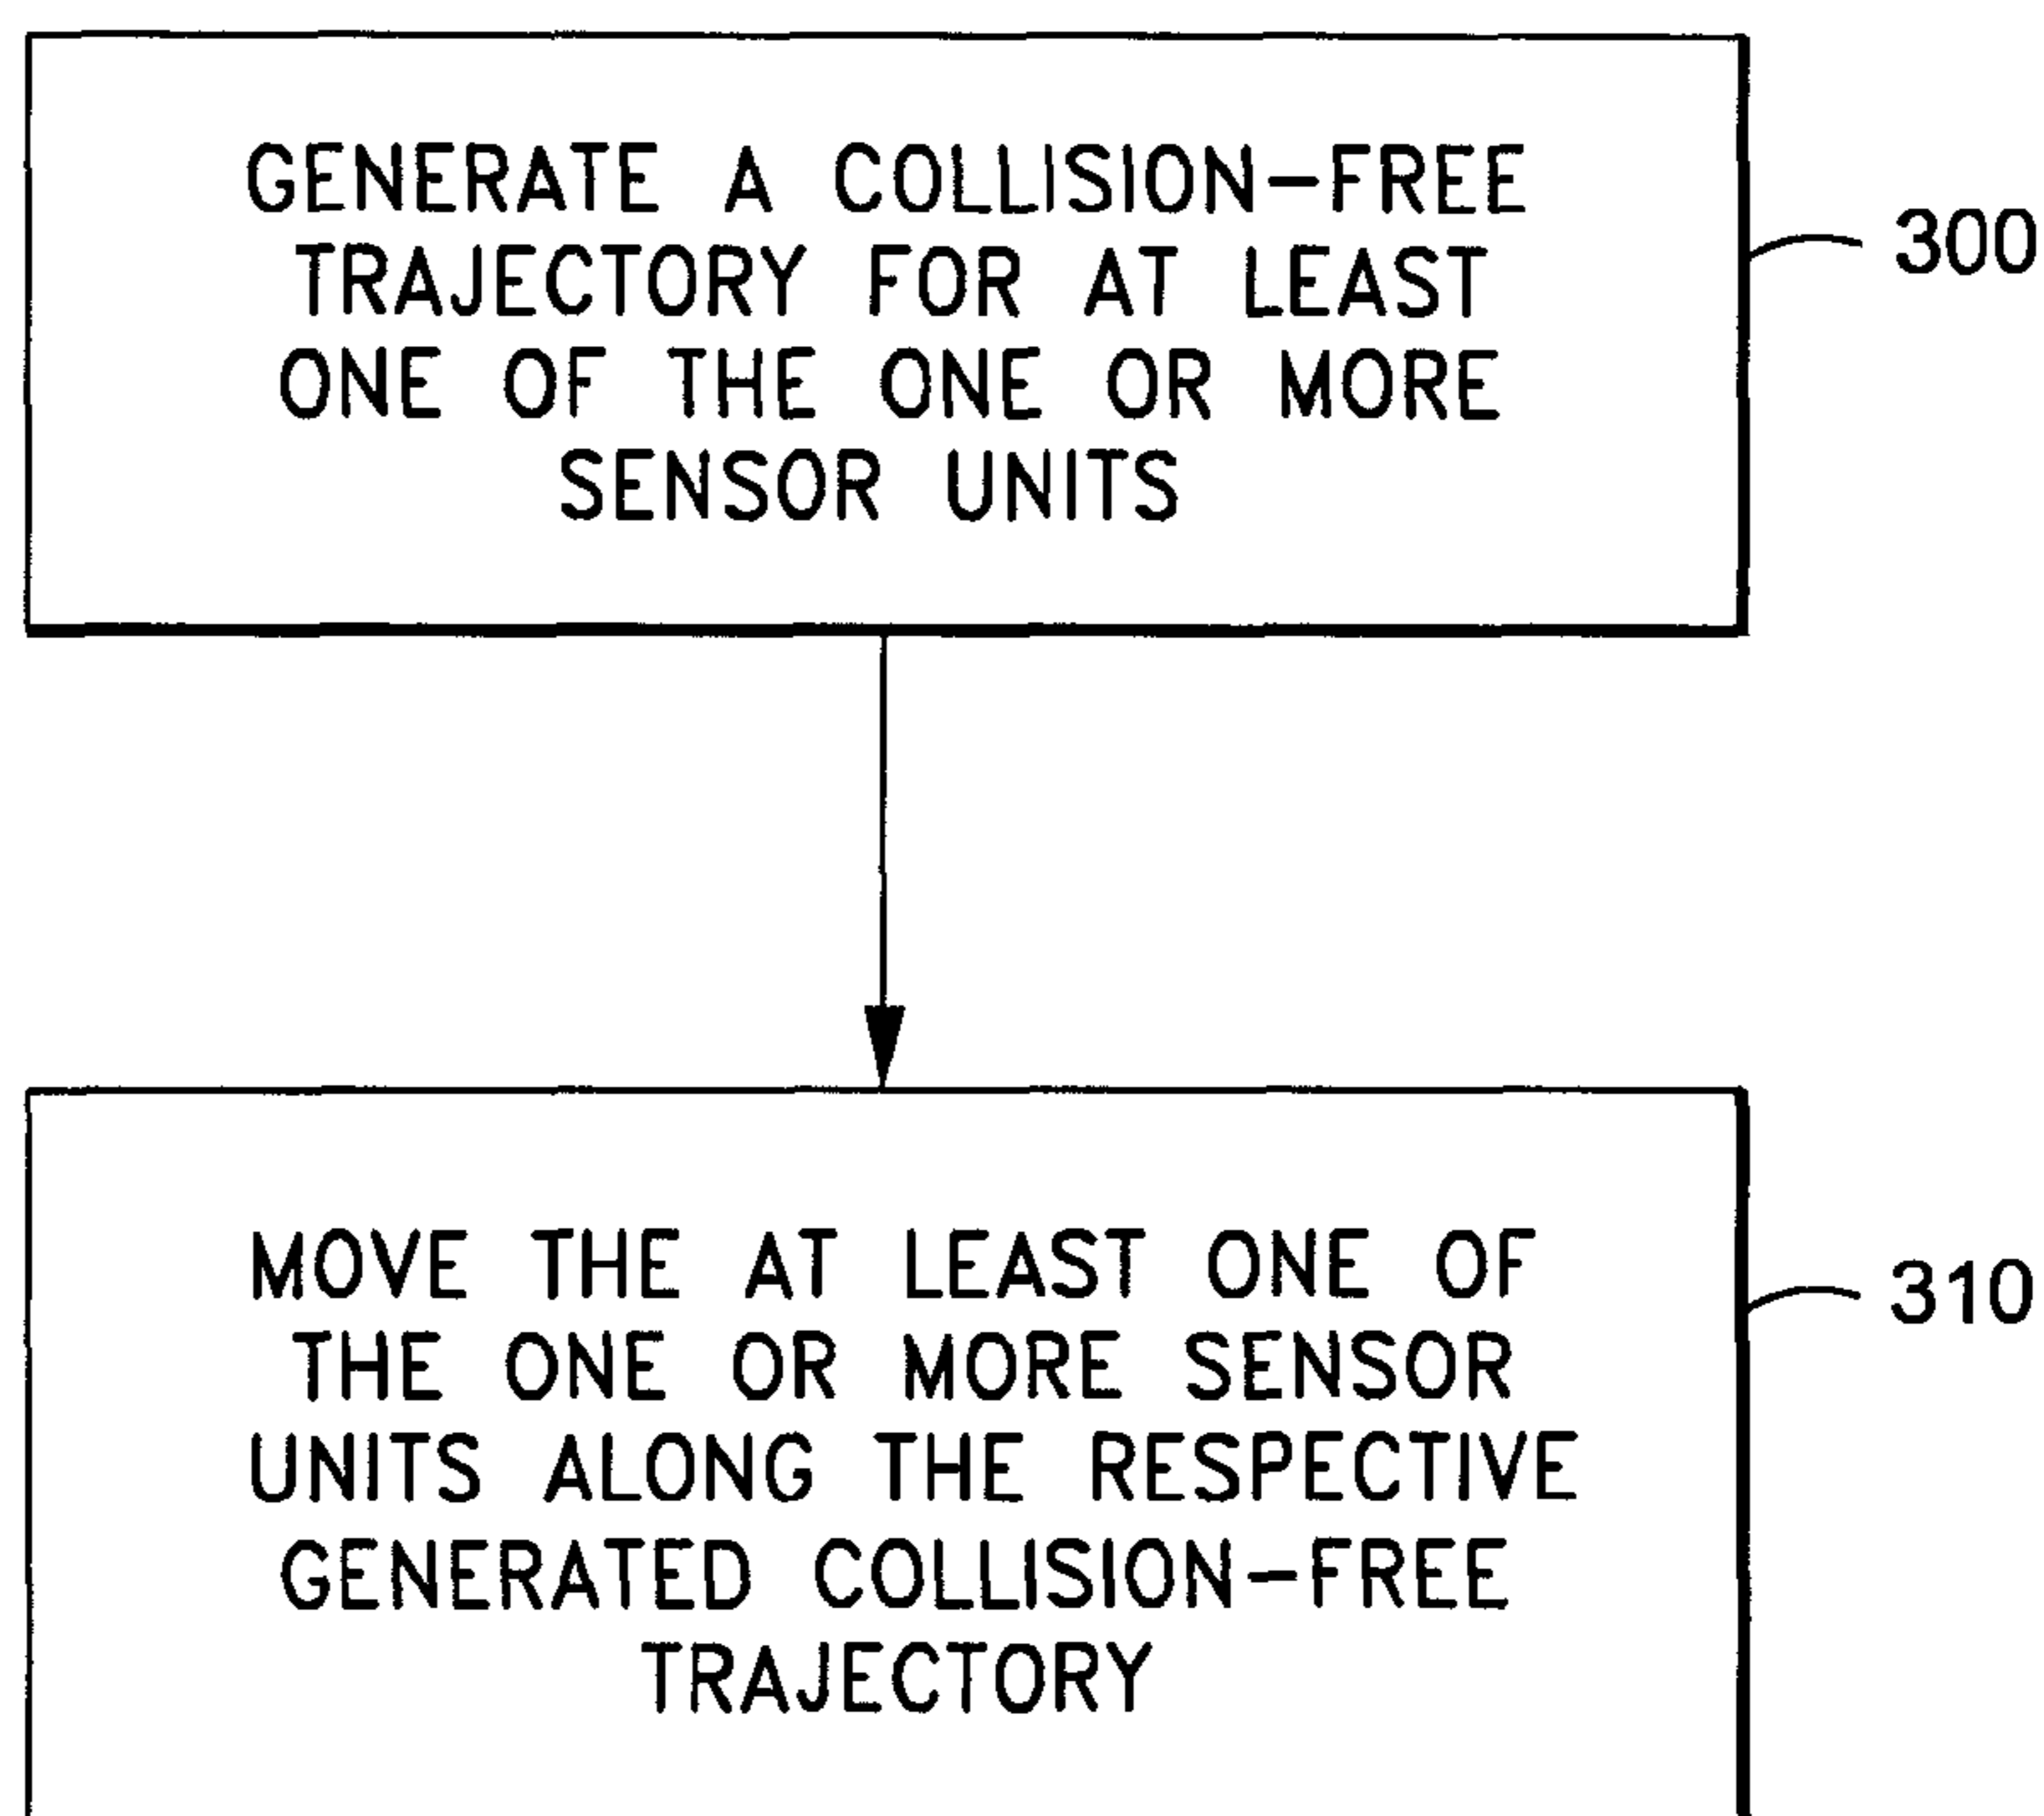 GENERATE A COLLISION-FREE
TRAJECTORY FOR AT LEAST
ONE OF THE ONE OR MORE
SENSOR UNITS
300
MOVE THE AT LEAST ONE OF
THE ONE OR MORE SENSOR
UNITS ALONG THE RESPECTIVE
GENERATED COLLISION-FREE
TRAJECTORY
310